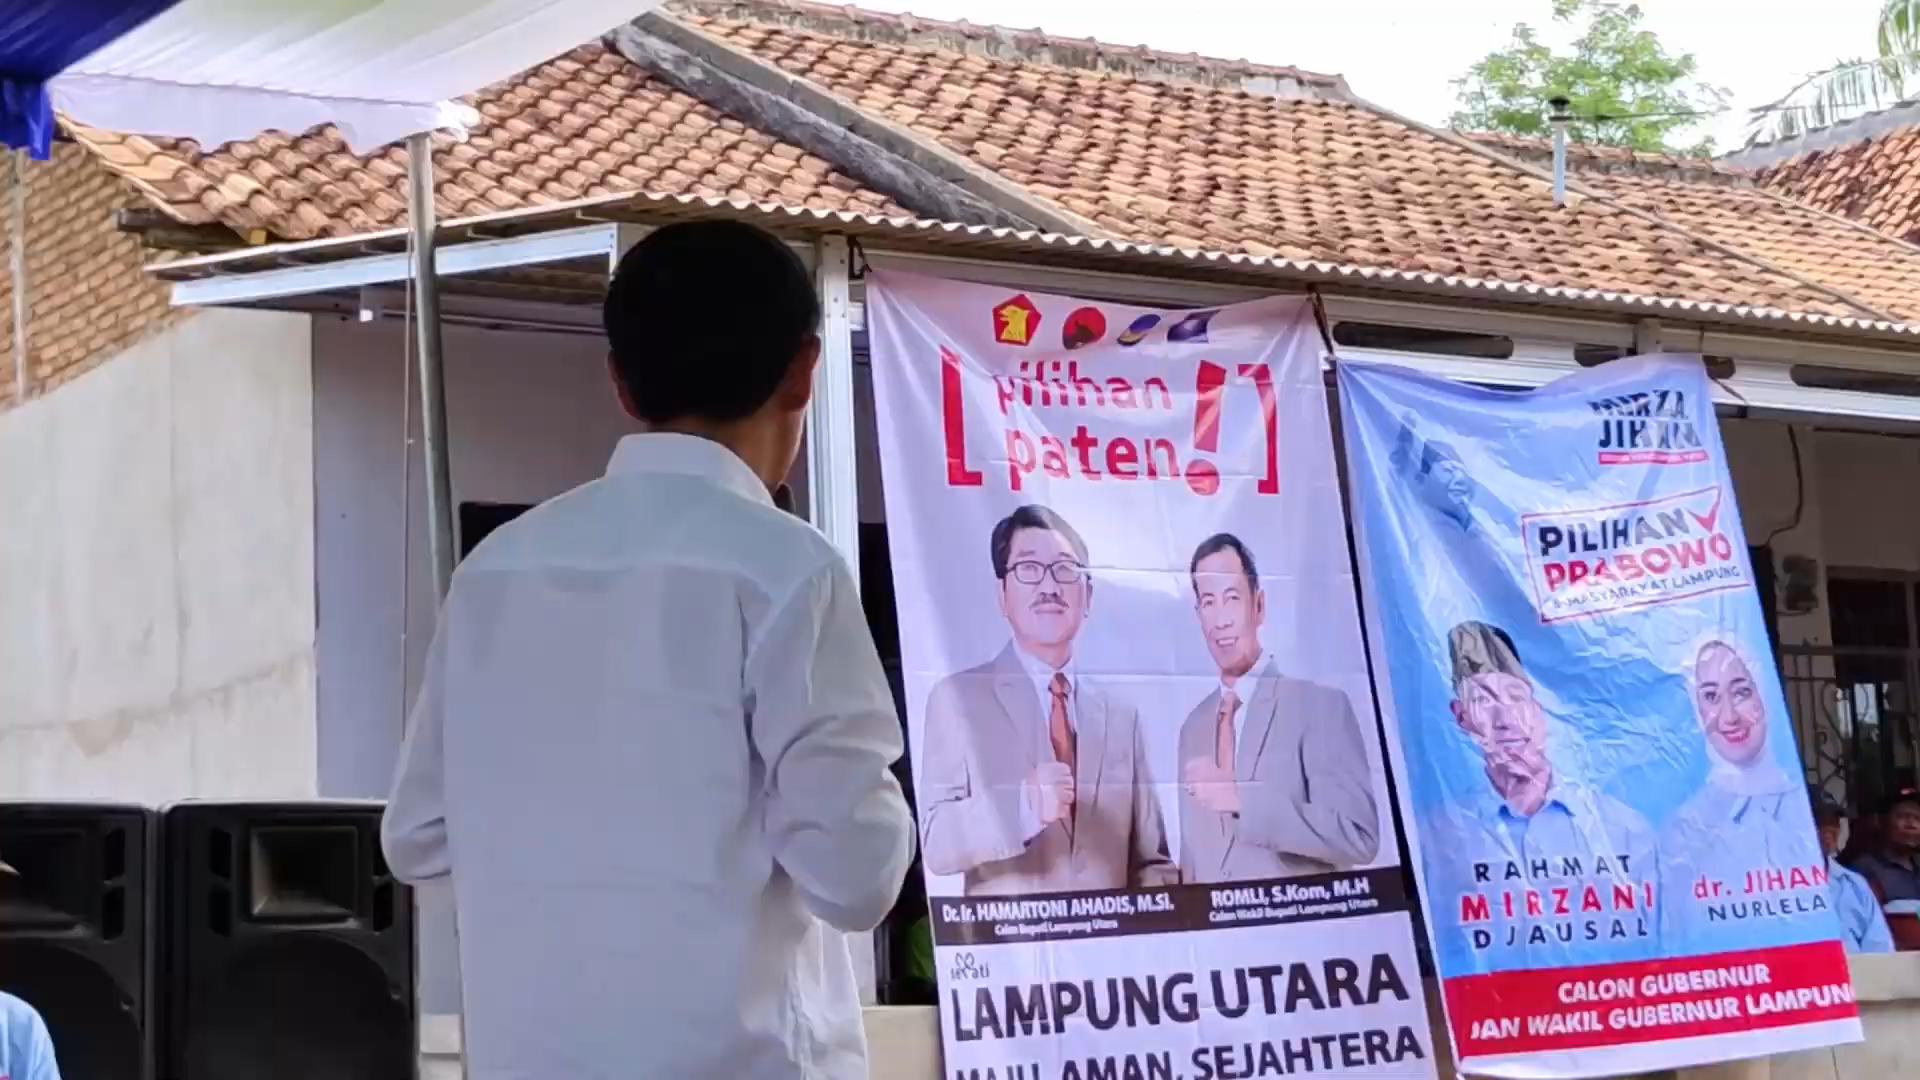 [ pilihan
paten! ]
Dr. Ir. HAMARTONI AHADIS, M.Si.
Calon Bupati Lampung Utara
ROMLI, S.Kom, M.H
Calon Wakil Bupati Lampung Utara
LAMPUNG UTARA
MAJU, AMAN, SEJAHTERA
MIRZA
JIHAN
PILIHAN
PRABOWO
& MASYARAKAT LAMPUNG
RAHMAT
MIRZANI
DJAUSAL
dr. JIHAN
NURLELA
CALON GUBERNUR
DAN WAKIL GUBERNUR LAMPUNG